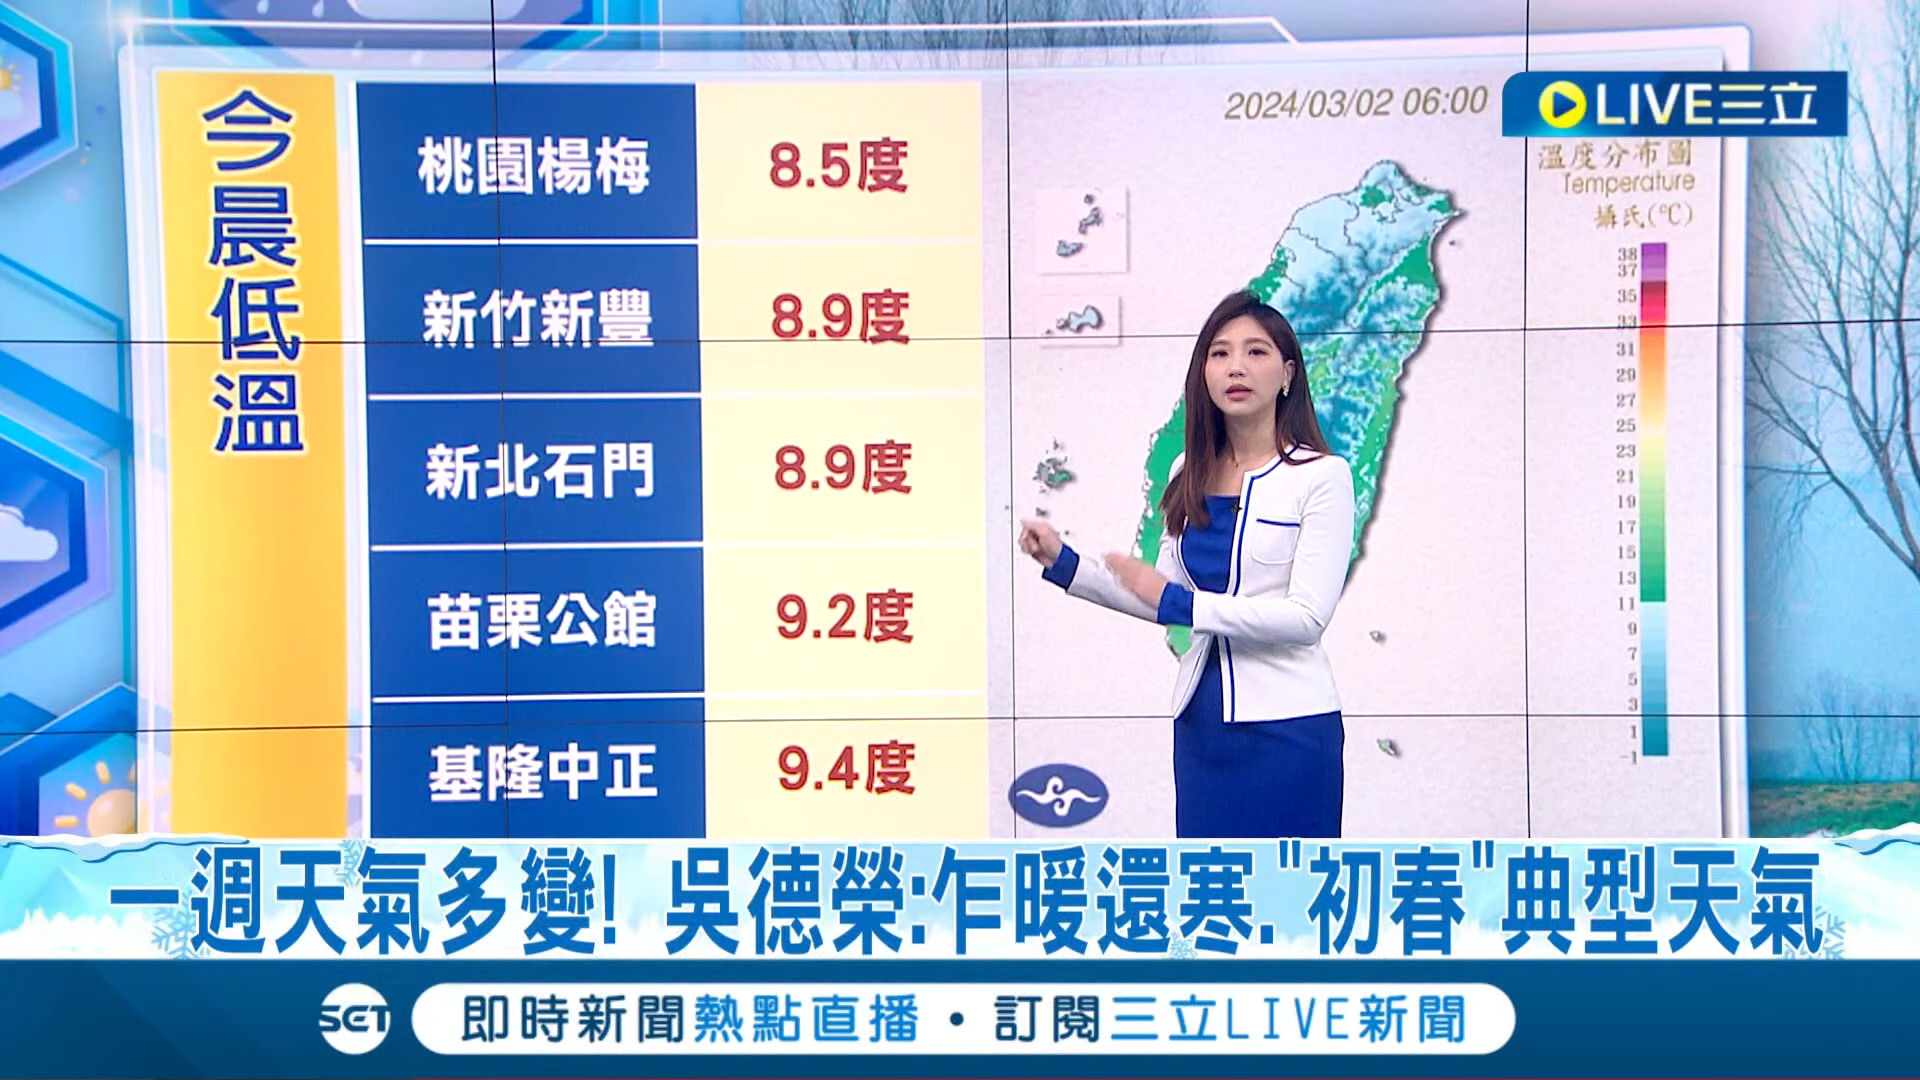 今晨低溫
桃園楊梅 8.5度
新竹新豐 8.9度
新北石門 8.9度
苗栗公館 9.2度
基隆中正 9.4度
2024/03/02 06:00
LIVE三立
溫度分布圖
Temperature
攝氏(℃)
38
37
35
33
31
29
27
25
23
21
19
17
15
13
11
9
7
5
3
1
-1
一週天氣多變! 吳德榮:乍暖還寒."初春"典型天氣
SET 即時新聞熱點直播・訂閱三立LIVE新聞